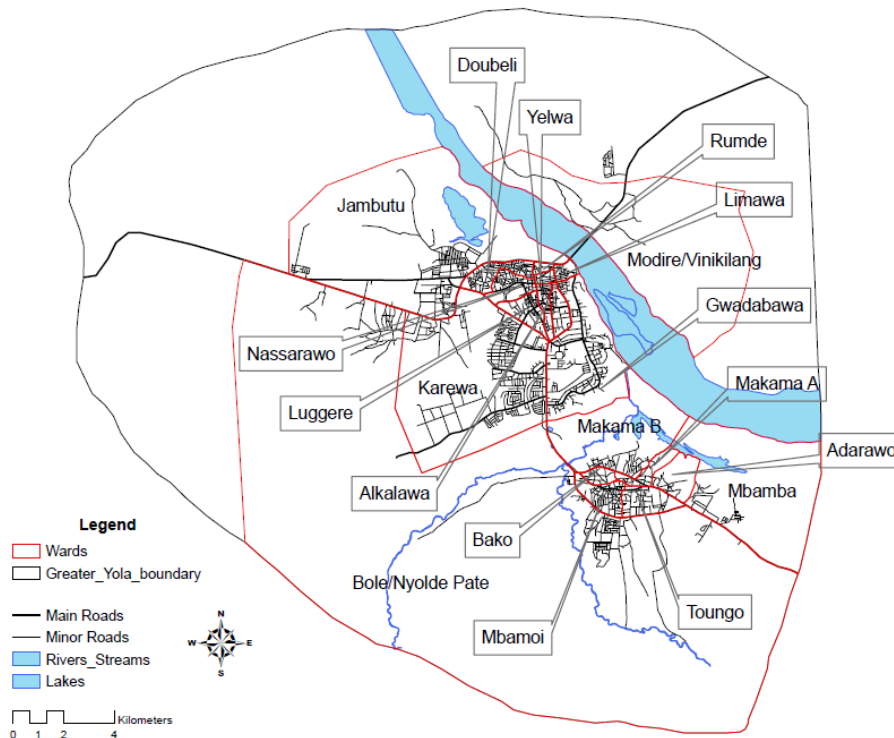 Doubeli
Yelwa
Rumde
Jambutu
Limawa
Modire/Vinikilang
Gwadabawa
Nassarawo
Karewa
Makama A
Luggere
Makama B
Adarawo
Alkalawa
Mbamba
Bako
Bole/Nyolde Pate
Toungo
Mbamoi
Legend
Wards
Greater_Yola_boundary
Main Roads
Minor Roads
Rivers_Streams
Lakes
N
W E
S
Kilometers
0 1 2 4